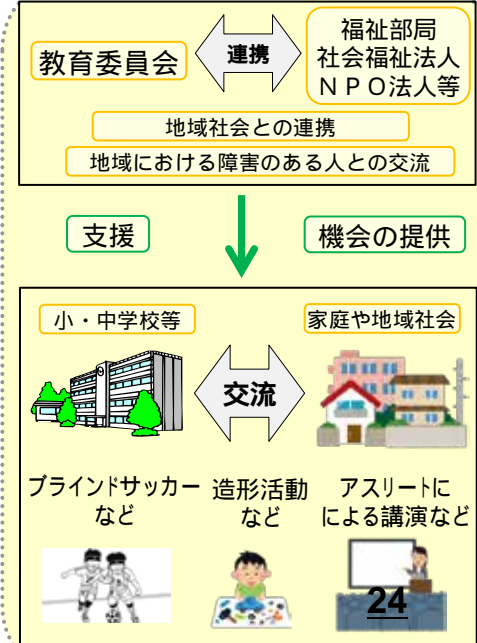 教育委員会
連携
福祉部局
社会福祉法人
ＮＰＯ法人等
地域社会との連携
地域における障害のある人との交流
支援
機会の提供
小・中学校等
家庭や地域社会
交流
ブラインドサッカー
など
造形活動
など
アスリートに
による講演など
24